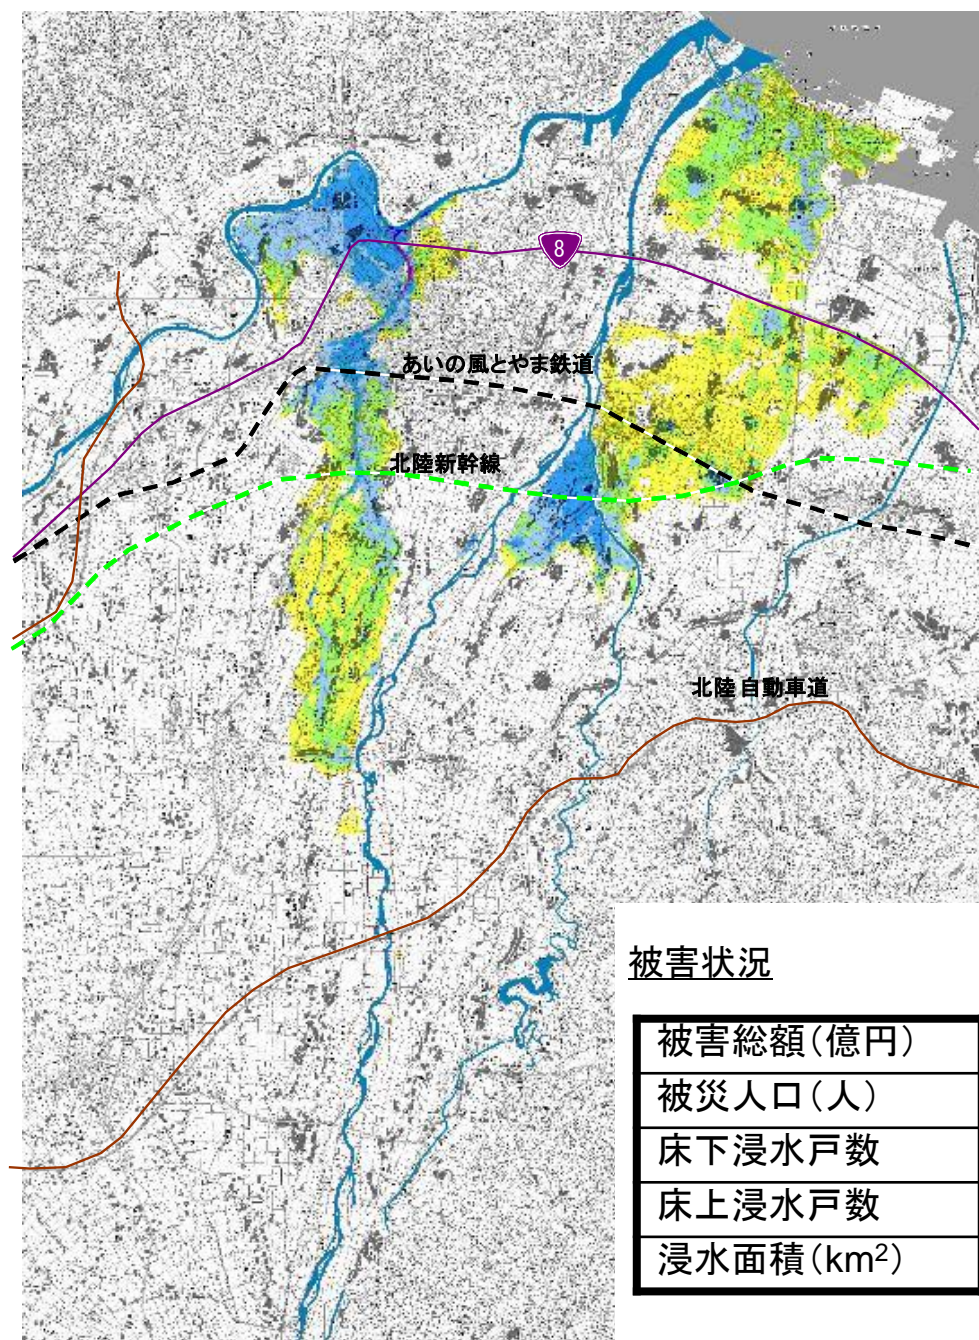 8
あいの風とやま鉄道
北陸新幹線
北陸自動車道
被害状況
被害総額(億円)
被災人口(人)
床下浸水戸数
床上浸水戸数
浸水面積(km²)